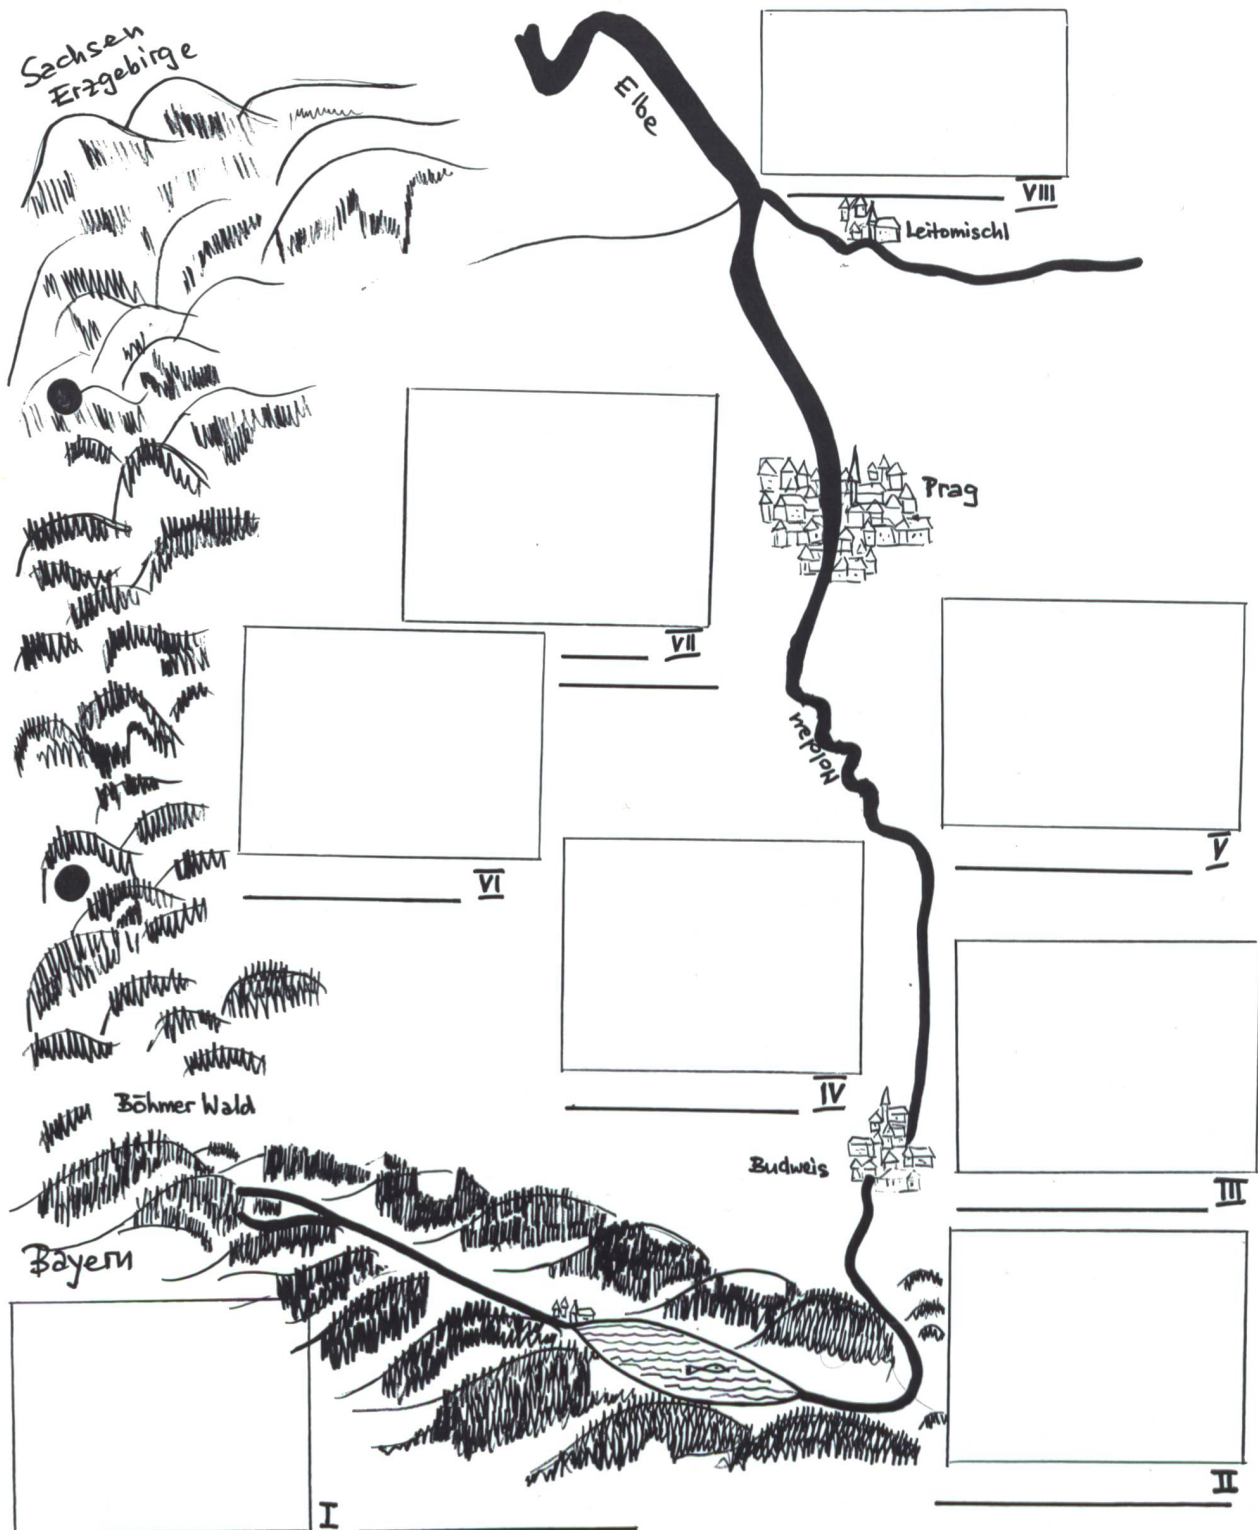 Sachsen
Erzgebirge
Elbe
VIII
Leitomischl
Prag
VII
Moldau
V
VI
IV
Böhmer Wald
Budweis
III
Bayern
II
I